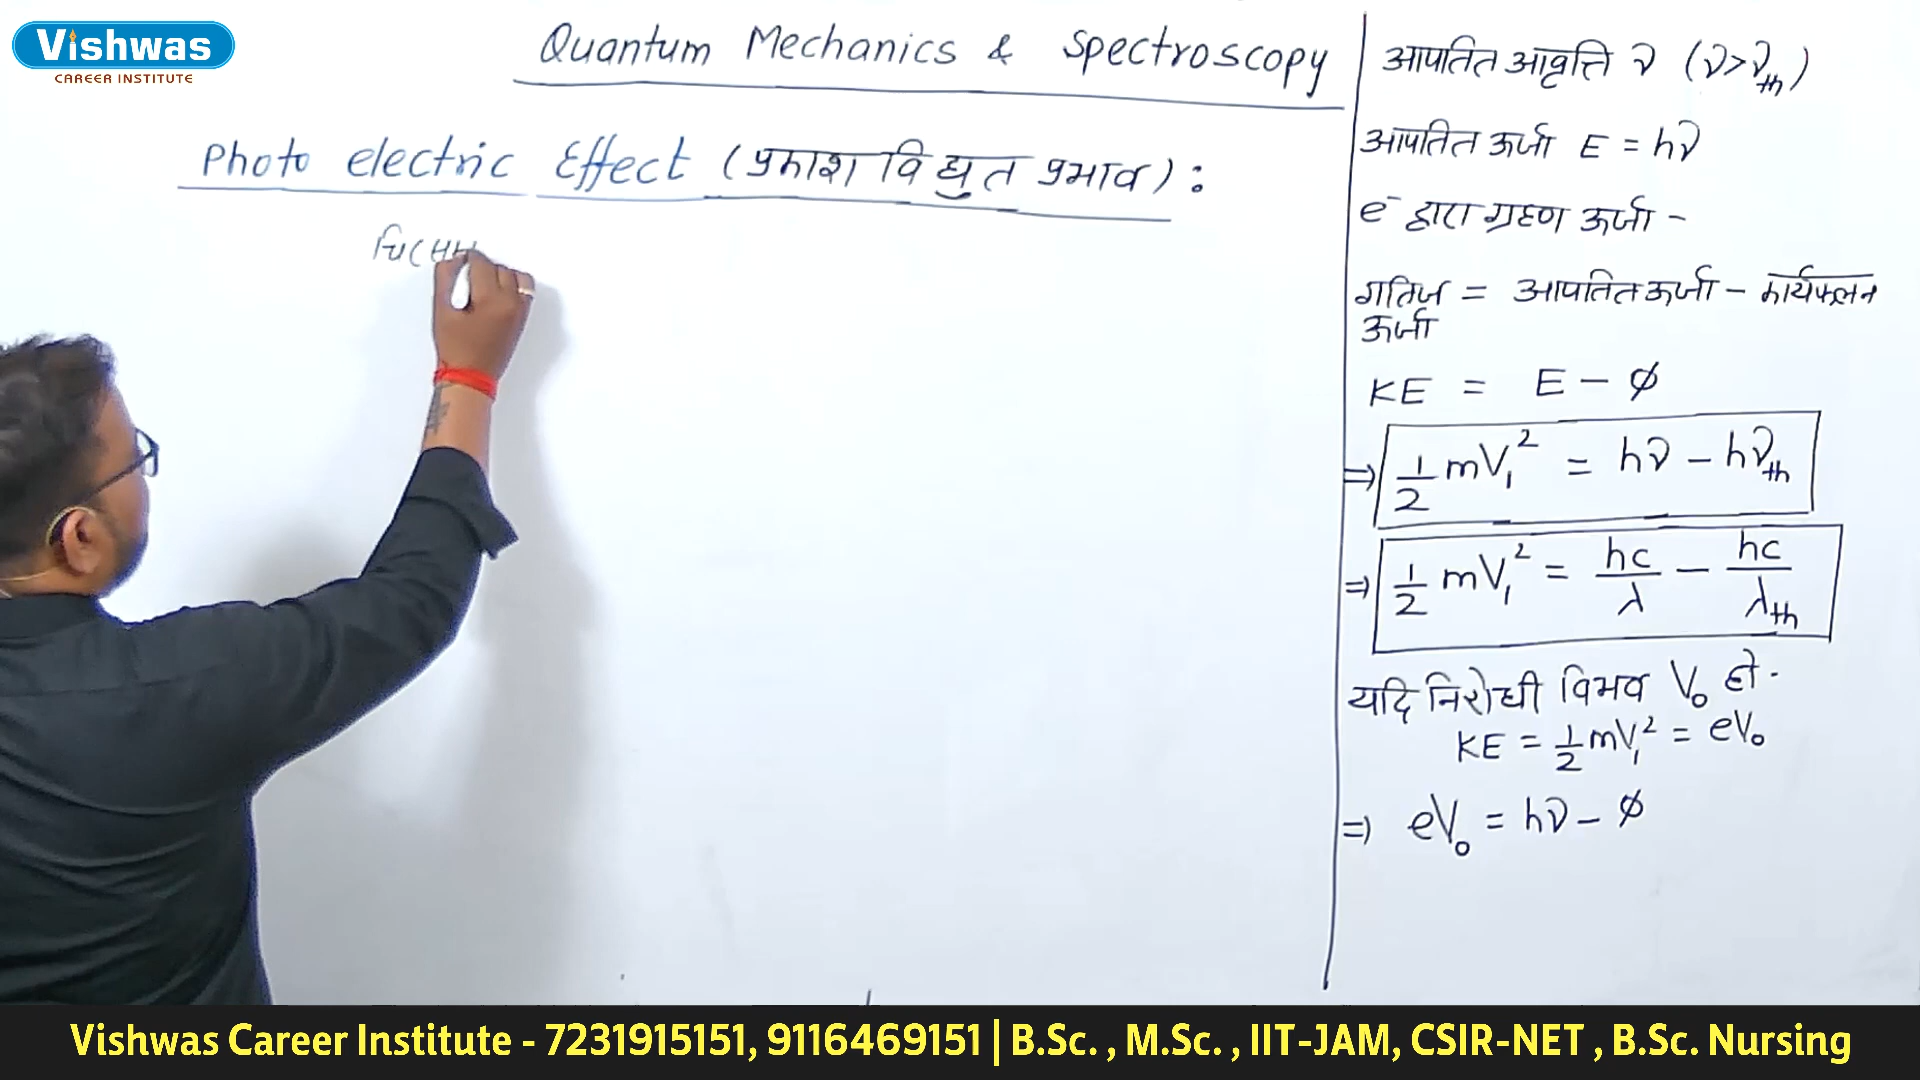 Vishwas
CAREER INSTITUTE
Quantum Mechanics & Spectroscopy
Photo electric Effect (प्रकाश विद्युत प्रभाव) :
आपतित आवृत्ति ν (ν>ν_th)
आपतित ऊर्जा E = hν
e⁻ द्वारा ग्रहण ऊर्जा -
गतिज = आपतित ऊर्जा - कार्यफलन
ऊर्जा
KE = E - ϕ
⇒ 1/2 mV₁² = hν - hν_th
⇒ 1/2 mV₁² = hc/λ - hc/λ_th
यदि निरोधी विभव V₀ हो -
KE = 1/2 mV₁² = eV₀
⇒ eV₀ = hν - ϕ
Vishwas Career Institute - 7231915151, 9116469151 | B.Sc. , M.Sc. , IIT-JAM, CSIR-NET , B.Sc. Nursing